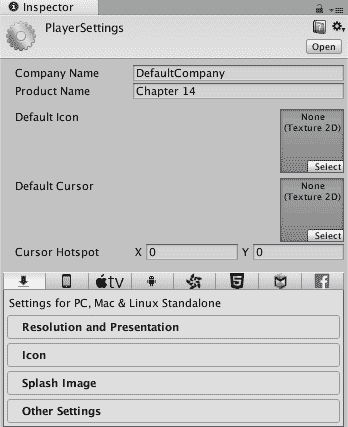 Inspector
PlayerSettings
Open
Company Name DefaultCompany
Product Name Chapter 14
Default Icon
None
(Texture 2D)
Select
Default Cursor
None
(Texture 2D)
Select
Cursor Hotspot X 0 Y 0
tv
Settings for PC, Mac & Linux Standalone
Resolution and Presentation
Icon
Splash Image
Other Settings